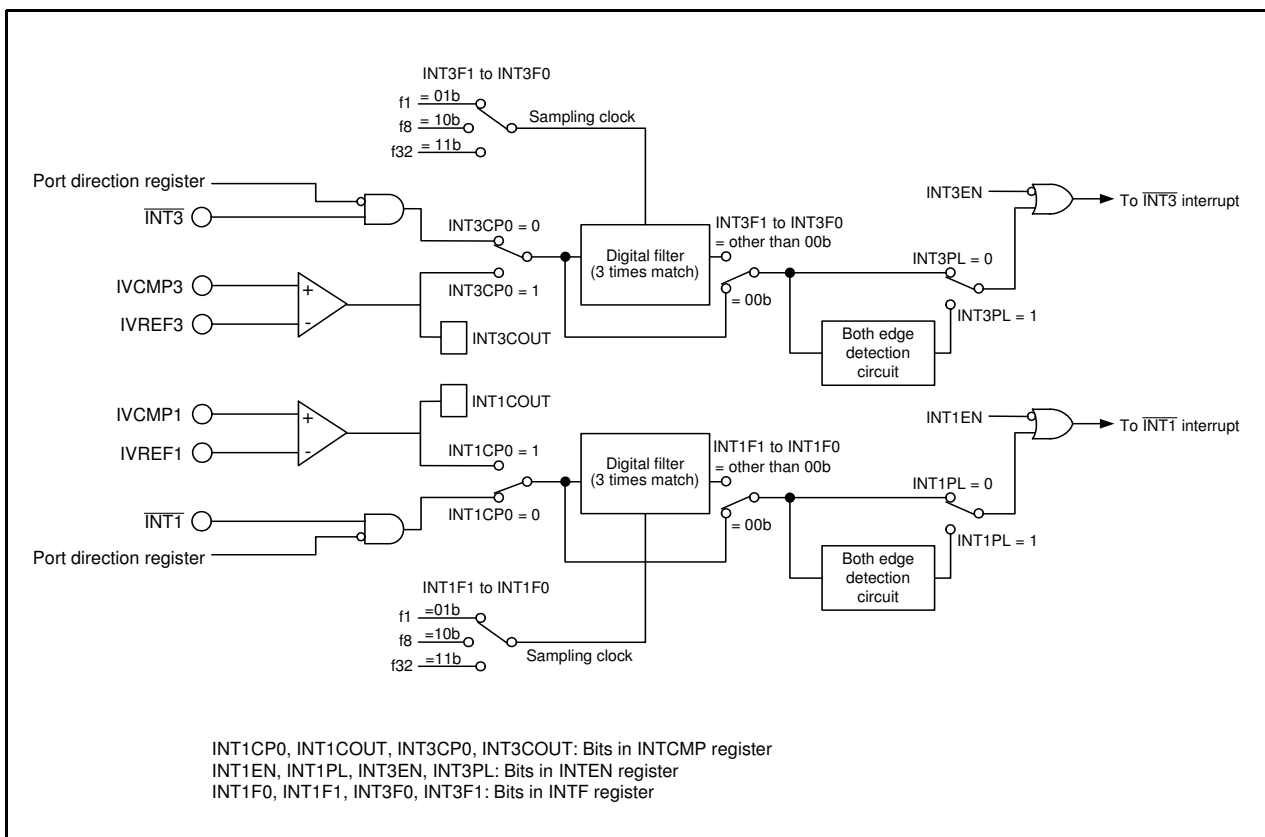 INT3F1 to INT3F0
f1 = 01b
f8 = 10b
f32 = 11b
Sampling clock
Port direction register
INT3
IVCMP3
IVREF3
INT3CP0 = 0
INT3CP0 = 1
INT3COUT
Digital filter
(3 times match)
INT3F1 to INT3F0
= other than 00b
= 00b
INT3EN
To INT3 interrupt
INT3PL = 0
INT3PL = 1
Both edge
detection
circuit
IVCMP1
IVREF1
INT1
Port direction register
INT1COUT
INT1CP0 = 1
INT1CP0 = 0
Digital filter
(3 times match)
INT1F1 to INT1F0
= other than 00b
= 00b
INT1EN
To INT1 interrupt
INT1PL = 0
INT1PL = 1
Both edge
detection
circuit
INT1F1 to INT1F0
f1 =01b
f8 =10b
f32 =11b
Sampling clock
INT1CP0, INT1COUT, INT3CP0, INT3COUT: Bits in INTCMP register
INT1EN, INT1PL, INT3EN, INT3PL: Bits in INTEN register
INT1F0, INT1F1, INT3F0, INT3F1: Bits in INTF register